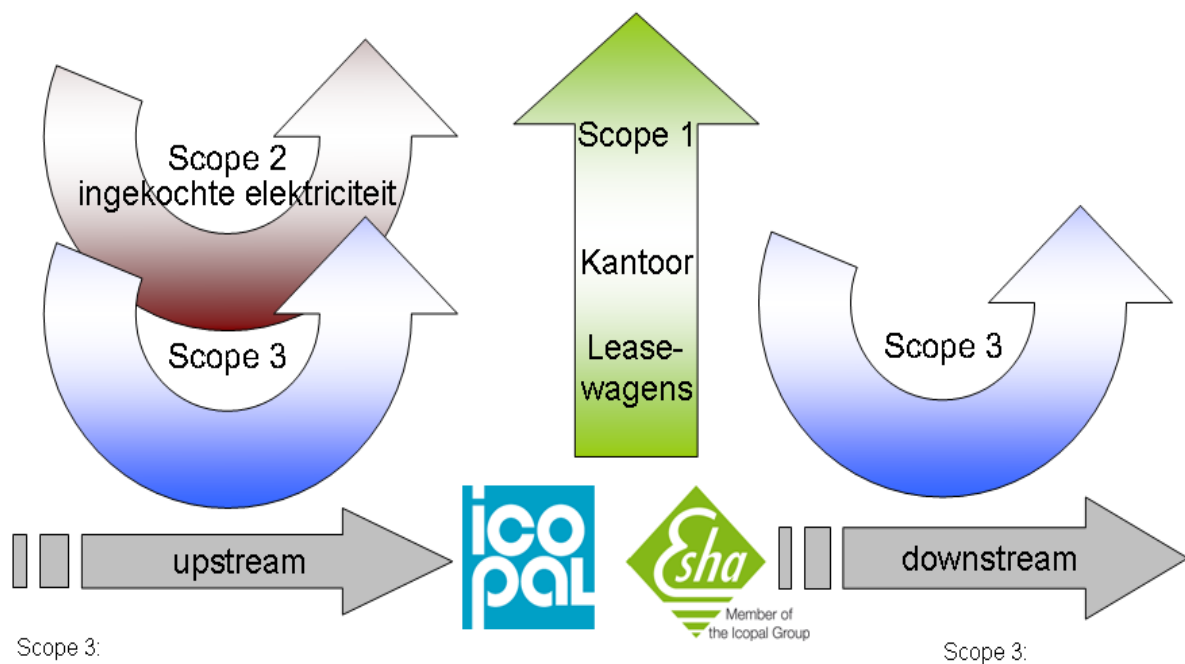 Scope 2
ingekochte elektriciteit
Scope 3
Scope 1
Kantoor
Lease-
wagens
Scope 3
upstream
ico
pal
Esha
Member of
the Icopal Group
downstream
Scope 3:
Scope 3: